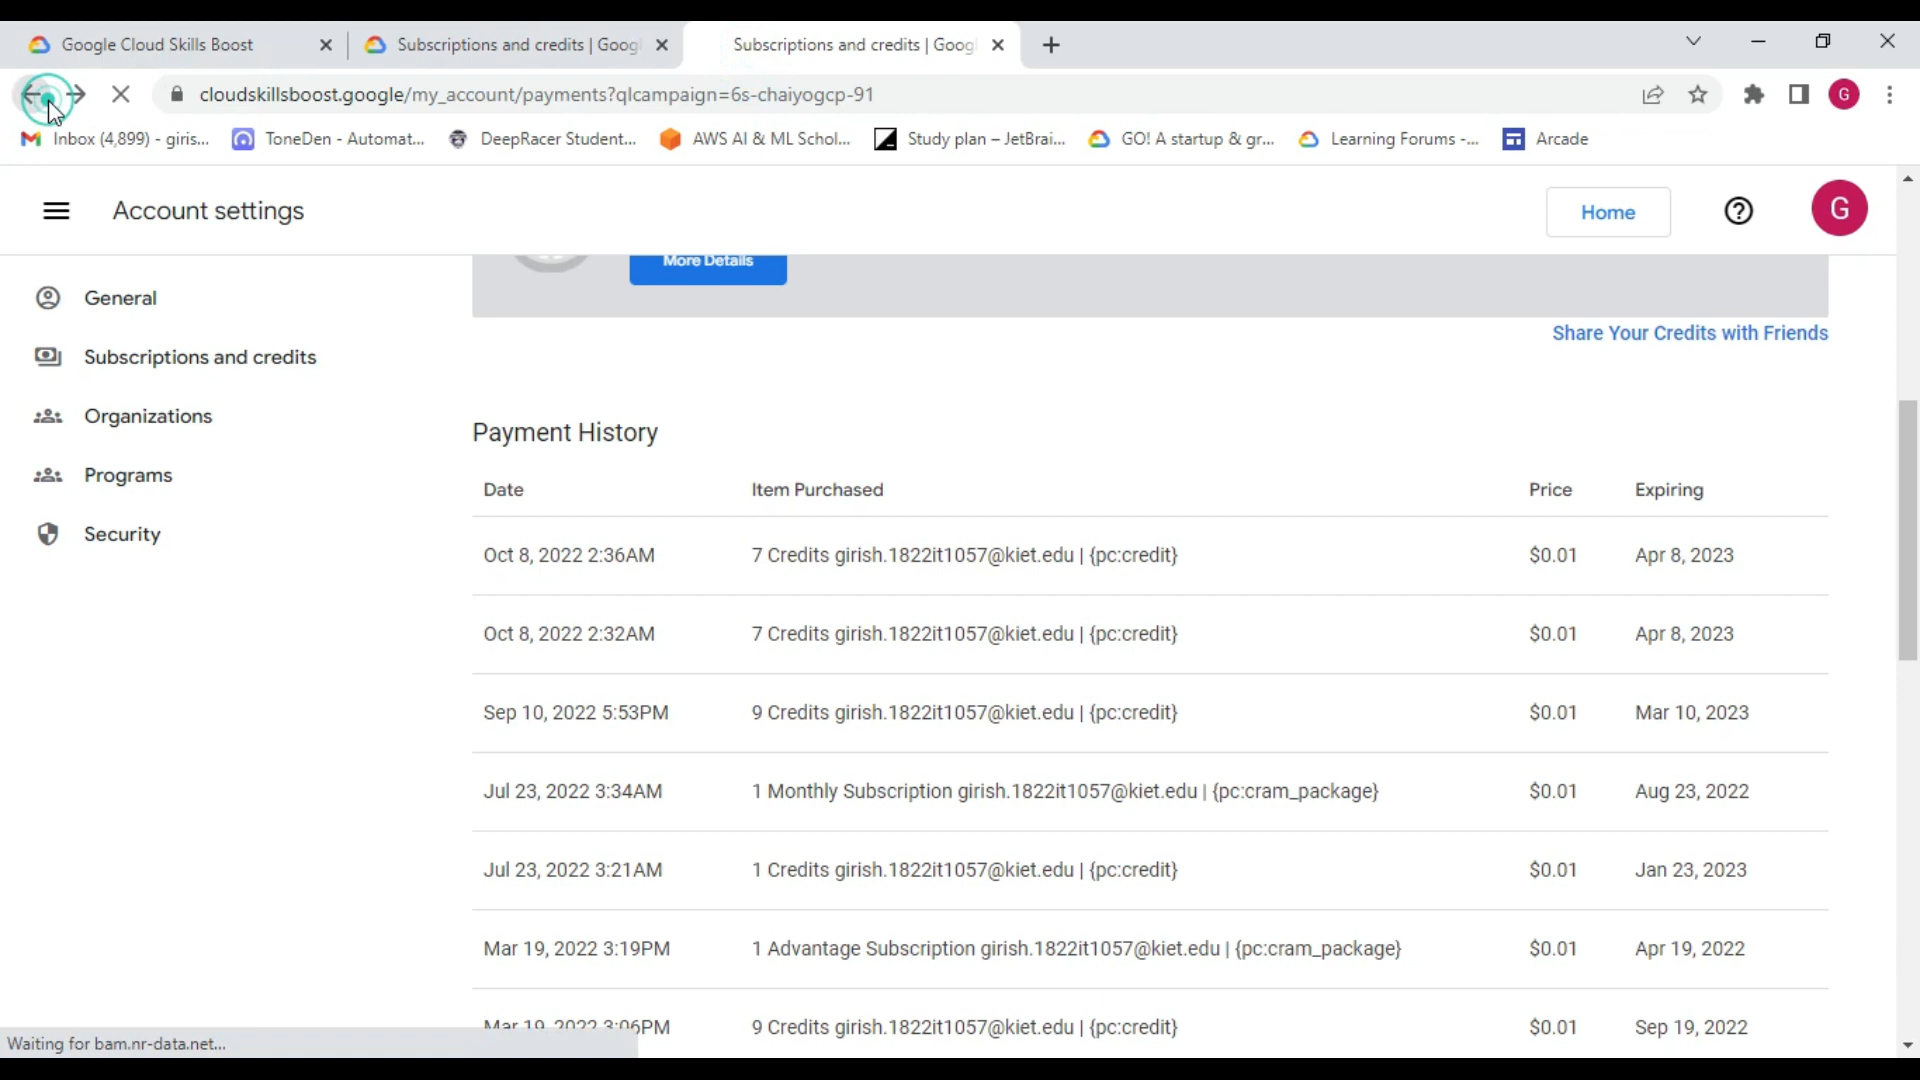 Google Cloud Skills Boost
Subscriptions and credits | Goog
Subscriptions and credits | Goog
cloudskillsboost.google/my_account/payments?qlcampaign=6s-chaiyogcp-91
G
Inbox (4,899) - giris...
ToneDen - Automat...
DeepRacer Student...
AWS AI & ML Schol...
Study plan – JetBrai...
GO! A startup & gr...
Learning Forums -...
Arcade
Account settings
Home
G
General
Subscriptions and credits
Organizations
Programs
Security
More Details
Share Your Credits with Friends
Payment History
Date Item Purchased Price Expiring
Oct 8, 2022 2:36AM 7 Credits girish.1822it1057@kiet.edu | {pc:credit} $0.01 Apr 8, 2023
Oct 8, 2022 2:32AM 7 Credits girish.1822it1057@kiet.edu | {pc:credit} $0.01 Apr 8, 2023
Sep 10, 2022 5:53PM 9 Credits girish.1822it1057@kiet.edu | {pc:credit} $0.01 Mar 10, 2023
Jul 23, 2022 3:34AM 1 Monthly Subscription girish.1822it1057@kiet.edu | {pc:cram_package} $0.01 Aug 23, 2022
Jul 23, 2022 3:21AM 1 Credits girish.1822it1057@kiet.edu | {pc:credit} $0.01 Jan 23, 2023
Mar 19, 2022 3:19PM 1 Advantage Subscription girish.1822it1057@kiet.edu | {pc:cram_package} $0.01 Apr 19, 2022
Mar 19, 2022 3:06PM 9 Credits girish.1822it1057@kiet.edu | {pc:credit} $0.01 Sep 19, 2022
Waiting for bam.nr-data.net...